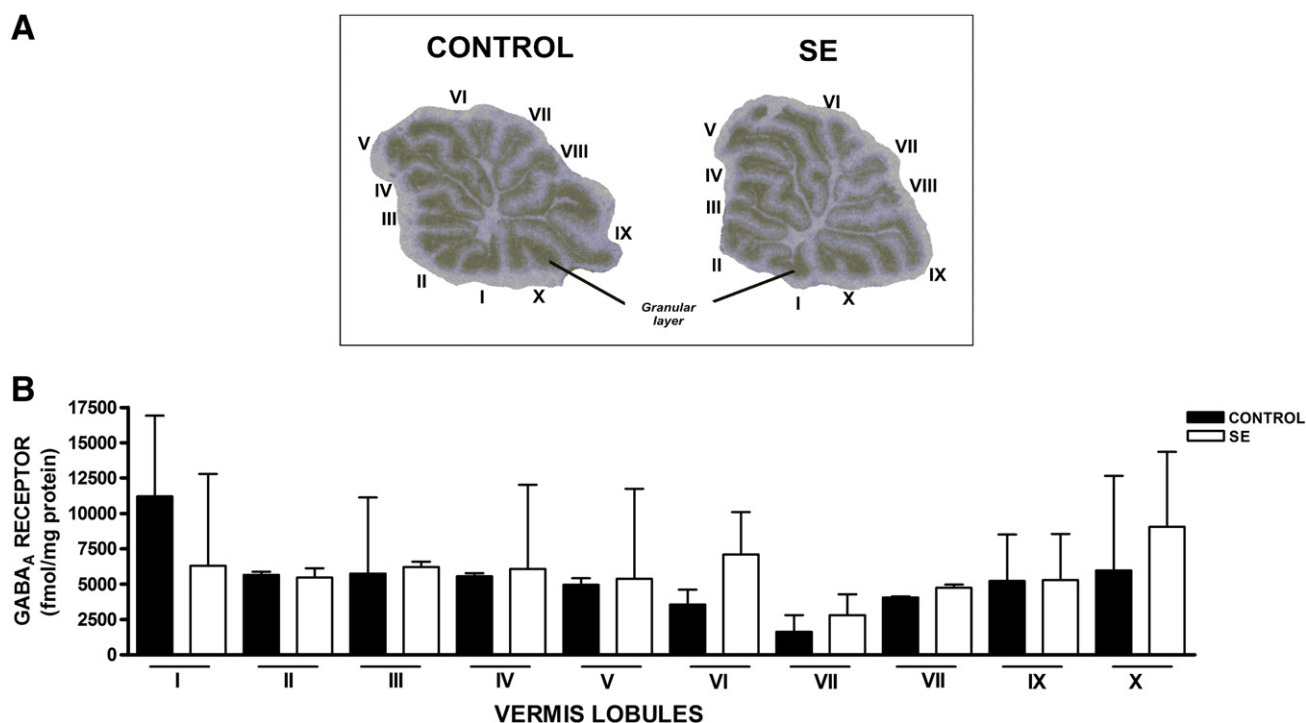 A
CONTROL
SE
VI
VII
V
VIII
IV
III
IX
II
I
X
VI
V
VII
IV
VIII
III
II
IX
I
X
Granular
layer
B
GABAA RECEPTOR
(fmol/mg protein)
17500
15000
12500
10000
7500
5000
2500
0
CONTROL
SE
I II III IV V VI VII VII IX X
VERMIS LOBULES